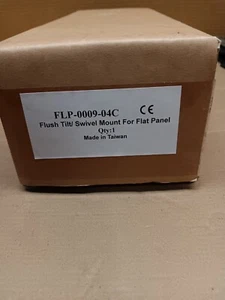 FLP-0009-04C CE
Flush Tilt/ Swivel Mount For Flat Panel
Qty:1
Made in Taiwan